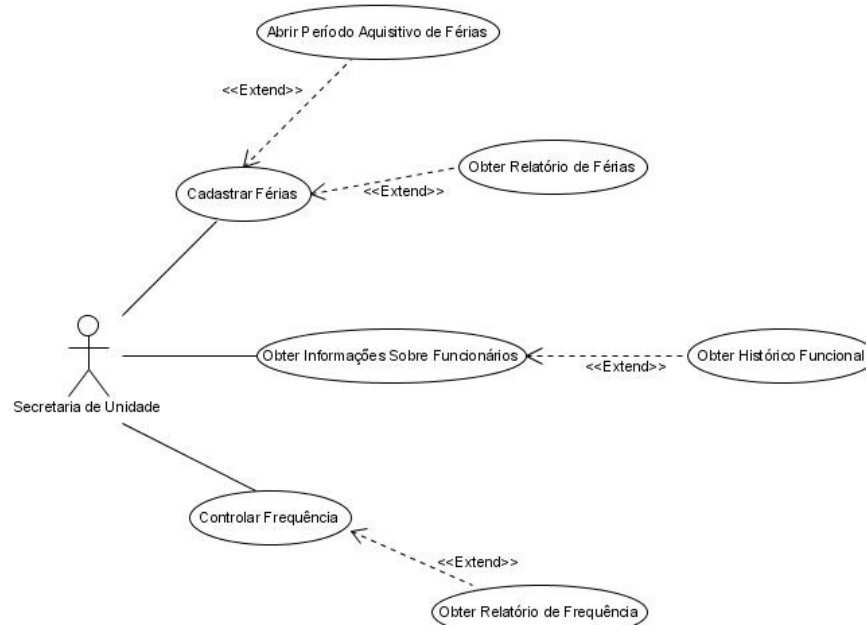 Abrir Período Aquisitivo de Férias
<<Extend>>
Obter Relatório de Férias
<<Extend>>
Cadastrar Férias
Obter Informações Sobre Funcionários
Obter Histórico Funcional
<<Extend>>
Secretaria de Unidade
Controlar Frequência
<<Extend>>
Obter Relatório de Frequência